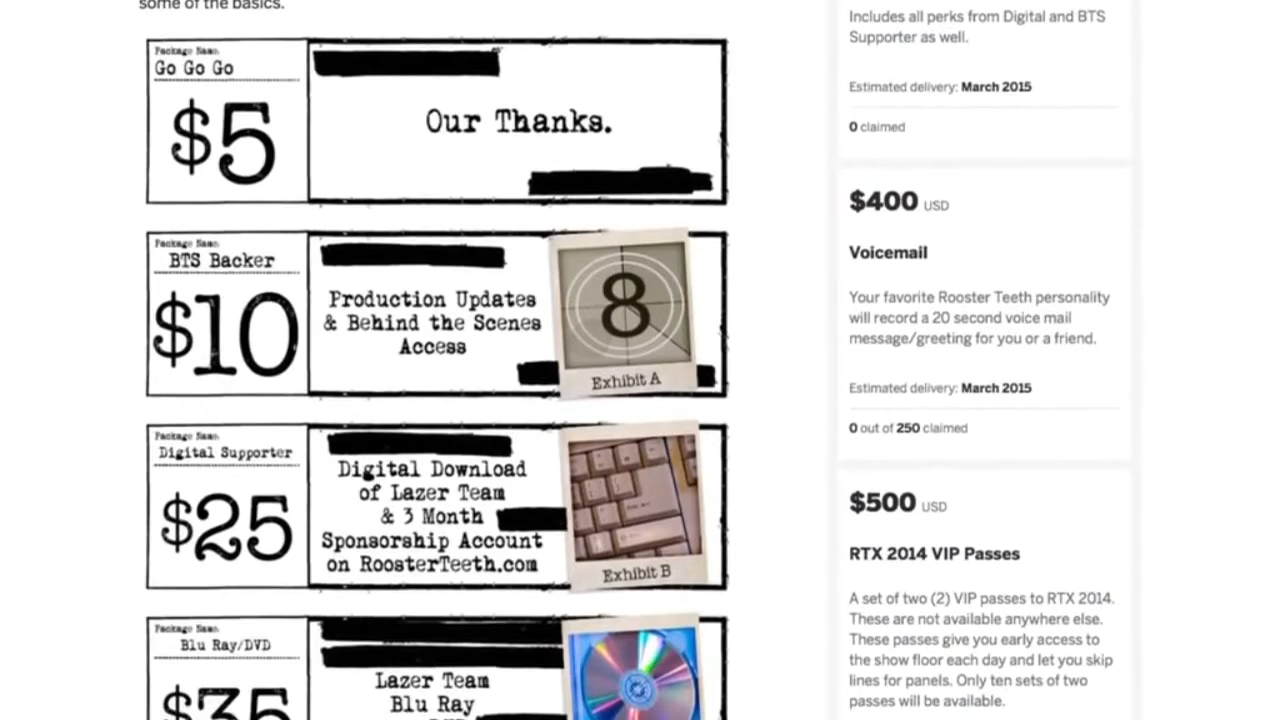 some of the basics.
Package Name
Go Go Go
$5
Our Thanks.
Package Name
BTS Backer
$10
Production Updates
& Behind the Scenes
Access
8
Exhibit A
Package Name
Digital Supporter
$25
Digital Download
of Lazer Team
& 3 Month
Sponsorship Account
on RoosterTeeth.com
Exhibit B
Package Name
Blu Ray/DVD
$35
Lazer Team
Blu Ray
Includes all perks from Digital and BTS
Supporter as well.
Estimated delivery: March 2015
0 claimed
$400 USD
Voicemail
Your favorite Rooster Teeth personality
will record a 20 second voice mail
message/greeting for you or a friend.
Estimated delivery: March 2015
0 out of 250 claimed
$500 USD
RTX 2014 VIP Passes
A set of two (2) VIP passes to RTX 2014.
These are not available anywhere else.
These passes give you early access to
the show floor each day and let you skip
lines for panels. Only ten sets of two
passes will be available.